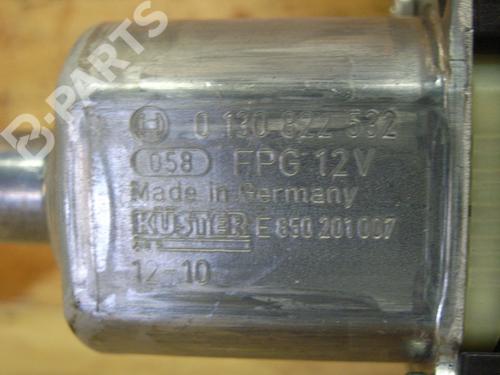 B-PARTS
0 130 822 532
058 FPG 12V
Made in Germany
KÜSTER E 850 201 007
12-10